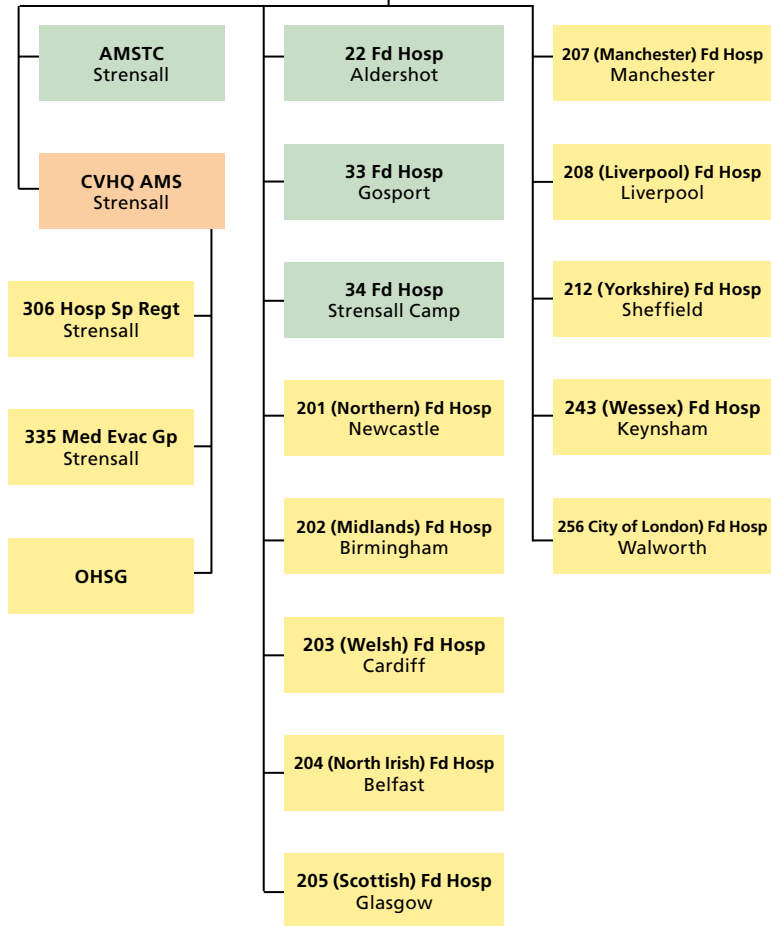 AMSTC
Strensall
CVHQ AMS
Strensall
306 Hosp Sp Regt
Strensall
335 Med Evac Gp
Strensall
OHSG
22 Fd Hosp
Aldershot
33 Fd Hosp
Gosport
34 Fd Hosp
Strensall Camp
201 (Northern) Fd Hosp
Newcastle
202 (Midlands) Fd Hosp
Birmingham
203 (Welsh) Fd Hosp
Cardiff
204 (North Irish) Fd Hosp
Belfast
205 (Scottish) Fd Hosp
Glasgow
207 (Manchester) Fd Hosp
Manchester
208 (Liverpool) Fd Hosp
Liverpool
212 (Yorkshire) Fd Hosp
Sheffield
243 (Wessex) Fd Hosp
Keynsham
256 City of London) Fd Hosp
Walworth